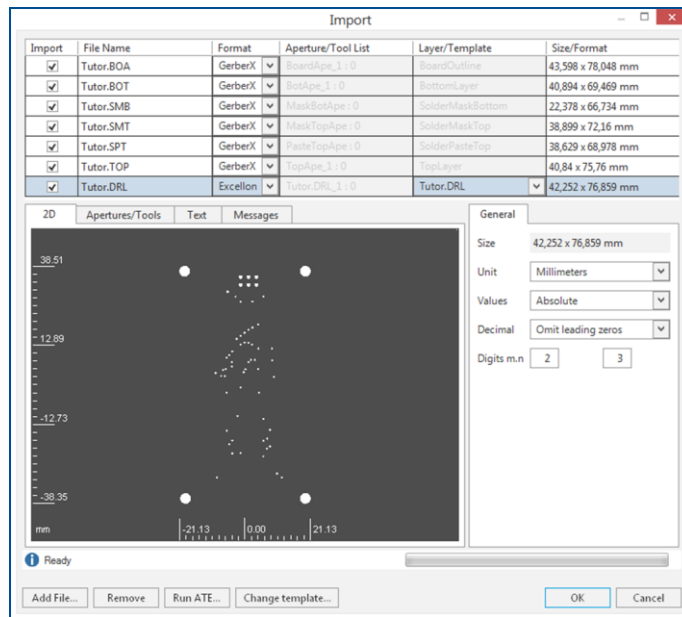 Import
Import File Name Format Aperture/Tool List Layer/Template Size/Format
Tutor.BOA GerberX BoardApe_1 : 0 BoardOutline 43,598 x 78,048 mm
Tutor.BOT GerberX BotApe_1 : 0 BottomLayer 40,894 x 69,469 mm
Tutor.SMB GerberX MaskBotApe : 0 SolderMaskBottom 22,378 x 66,734 mm
Tutor.SMT GerberX MaskTopApe : 0 SolderMaskTop 38,899 x 72,16 mm
Tutor.SPT GerberX PasteTopApe : 0 SolderPasteTop 38,629 x 68,978 mm
Tutor.TOP GerberX TopApe_1 : 0 TopLayer 40,84 x 75,76 mm
Tutor.DRL Excellon Tutor.DRL_1 : 0 Tutor.DRL 42,252 x 76,859 mm
2D Apertures/Tools Text Messages General
Size 42,252 x 76,859 mm
38.51
Unit Millimeters
Values Absolute
-12.89
Decimal Omit leading zeros
Digits m.n 2 3
-12.73
-38.35
mm -21.13 0.00 21.13
Ready
Add File... Remove Run ATE... Change template... OK Cancel